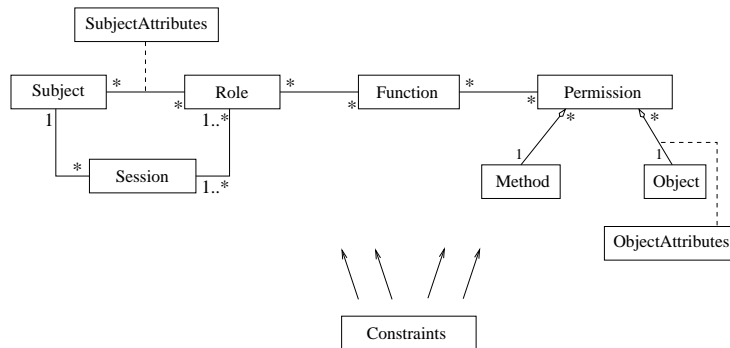 SubjectAttributes
Subject * * Role * * Function * * Permission
1 1..* * *
* Session 1..* 1 Method 1 Object
ObjectAttributes
Constraints